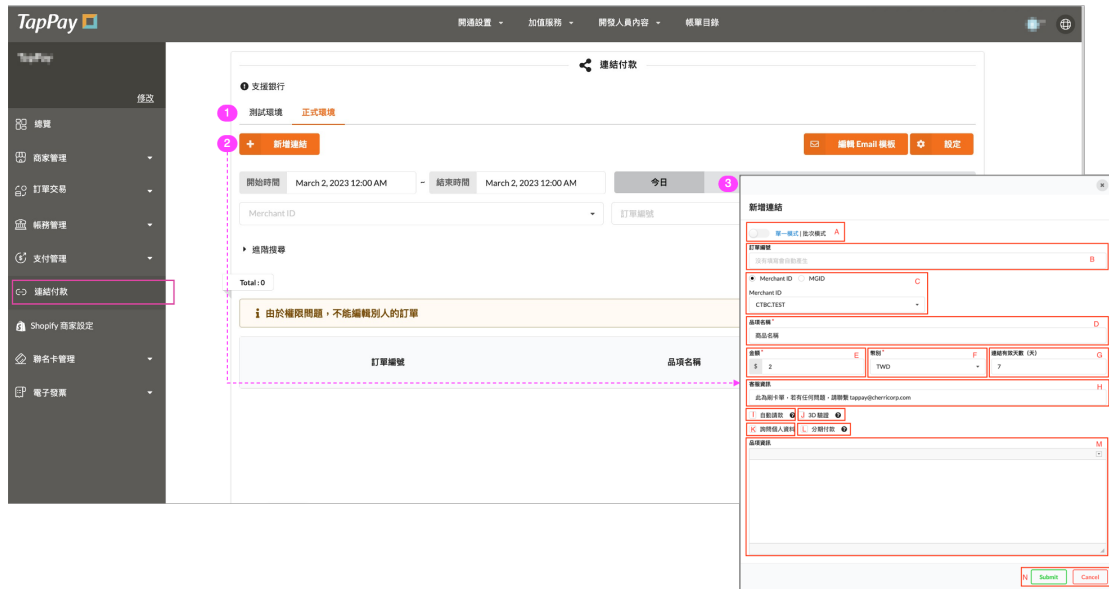 TapPay
開通設置
加值服務
開發人員內容
帳單目錄
修改
總覽
商家管理
訂單交易
帳務管理
支付管理
連結付款
Shopify 商家設定
聯名卡管理
電子發票
連結付款
支援銀行
1 測試環境 正式環境
2 + 新增連結 編輯 Email 模板 設定
開始時間 March 2, 2023 12:00 AM ~ 結束時間 March 2, 2023 12:00 AM 今日
Merchant ID 訂單編號
進階搜尋
Total : 0
由於權限問題，不能編輯別人的訂單
訂單編號 品項名稱
3
新增連結
單一模式 | 批次模式 A
訂單編號
沒有填寫會自動產生 B
Merchant ID MGID C
Merchant ID
CTBC.TEST
品項名稱* D
商品名稱
金額* E 幣別* F 連結有效天數（天） G
$ 2 TWD 7
客服資訊 H
此為刷卡單，若有任何問題，請聯繫 tappay@cherricorp.com
I 自動請款 J 3D 驗證
K 詢問個人資料 L 分期付款
品項資訊 M
N Submit Cancel